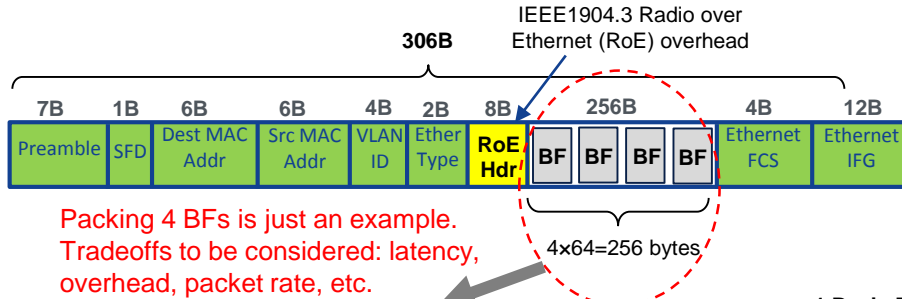 IEEE1904.3 Radio over
Ethernet (RoE) overhead
306B
7B 1B 6B 6B 4B 2B 8B 256B 4B 12B
Preamble SFD Dest MAC Addr Src MAC Addr VLAN ID Ether Type RoE Hdr BF BF BF BF Ethernet FCS Ethernet IFG
Packing 4 BFs is just an example.
Tradeoffs to be considered: latency,
overhead, packet rate, etc.
4×64=256 bytes